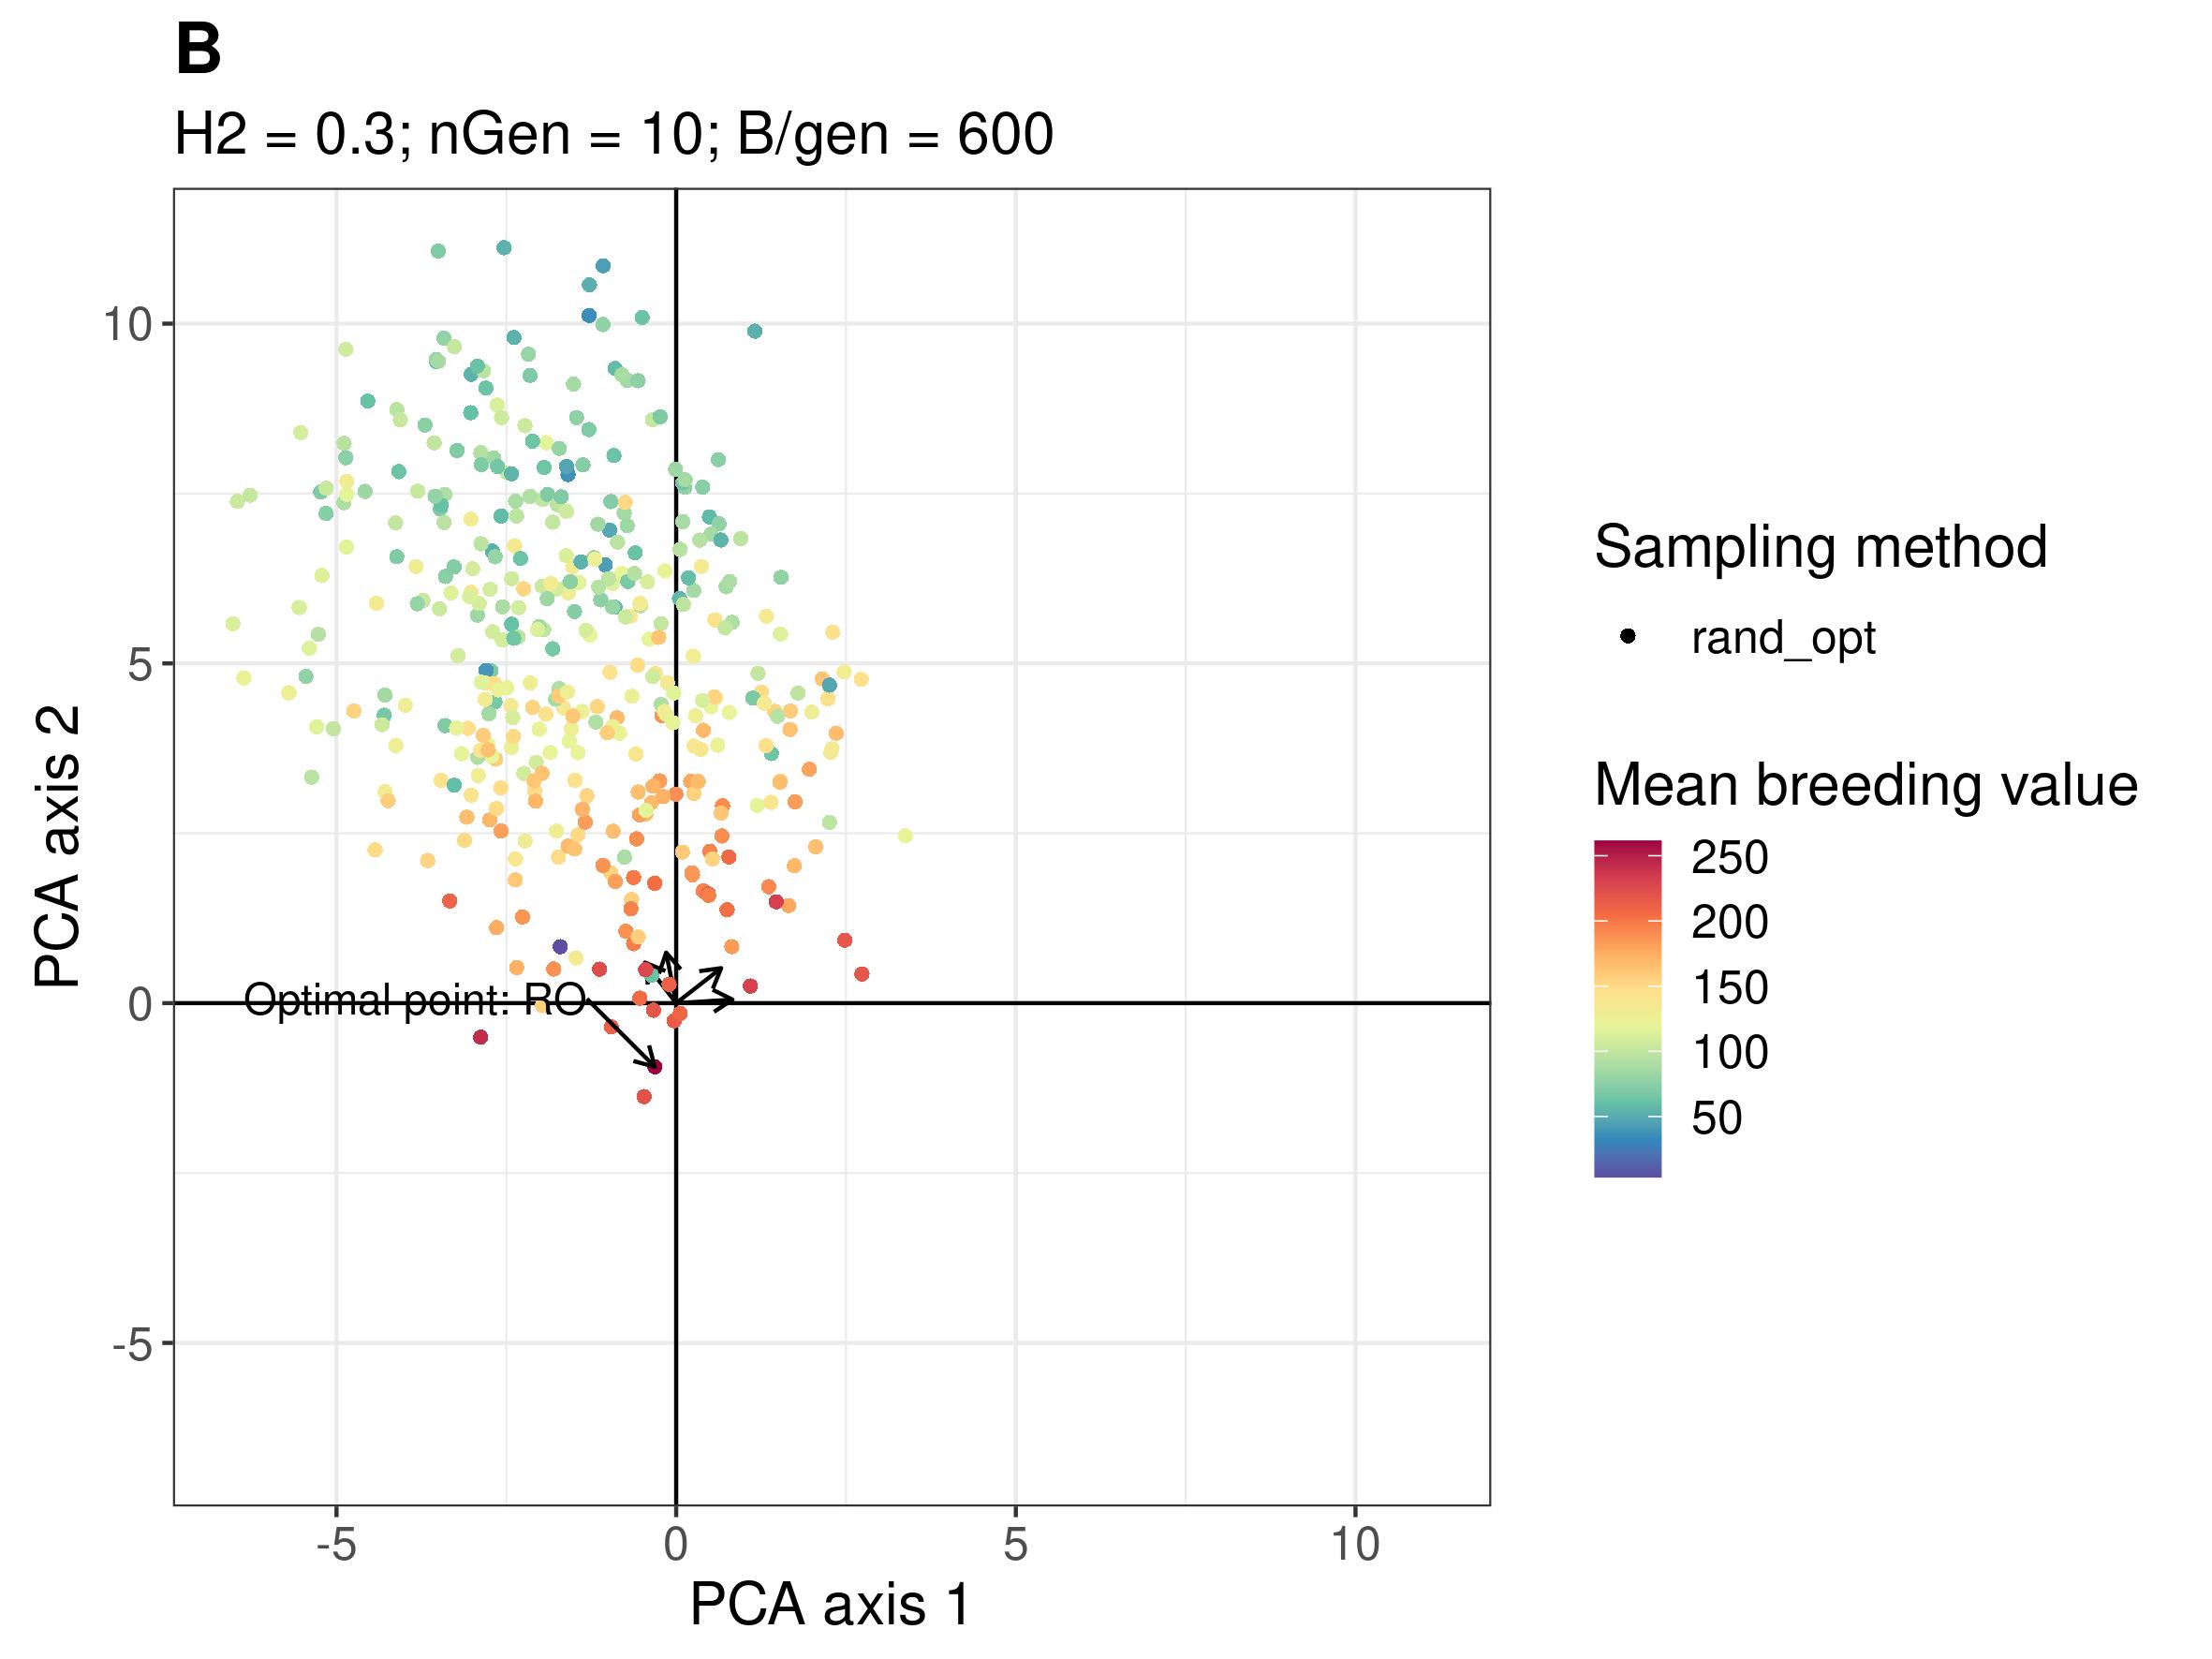 B
H2 = 0.3; nGen = 10; B/gen = 600
PCA axis 2
10
5
0
-5
Optimal point: RO
-5
0
5
10
PCA axis 1
Sampling method
rand_opt
Mean breeding value
250
200
150
100
50